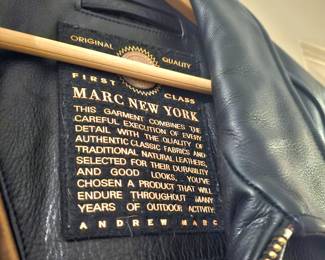 ORIGINAL QUALITY
FIRST CLASS
MARC NEW YORK
THIS GARMENT COMBINES THE
CAREFUL EXECUTION OF EVERY
DETAIL WITH THE QUALITY OF
AUTHENTIC CLASSIC FABRICS AND
TRADITIONAL NATURAL LEATHERS,
SELECTED FOR THEIR DURABILITY
AND GOOD LOOKS... YOU'VE
CHOSEN A PRODUCT THAT WILL
ENDURE THROUGHOUT MANY
YEARS OF OUTDOOR ACTIVITY.
ANDREW MARC